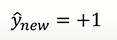 ŷ_new = +1